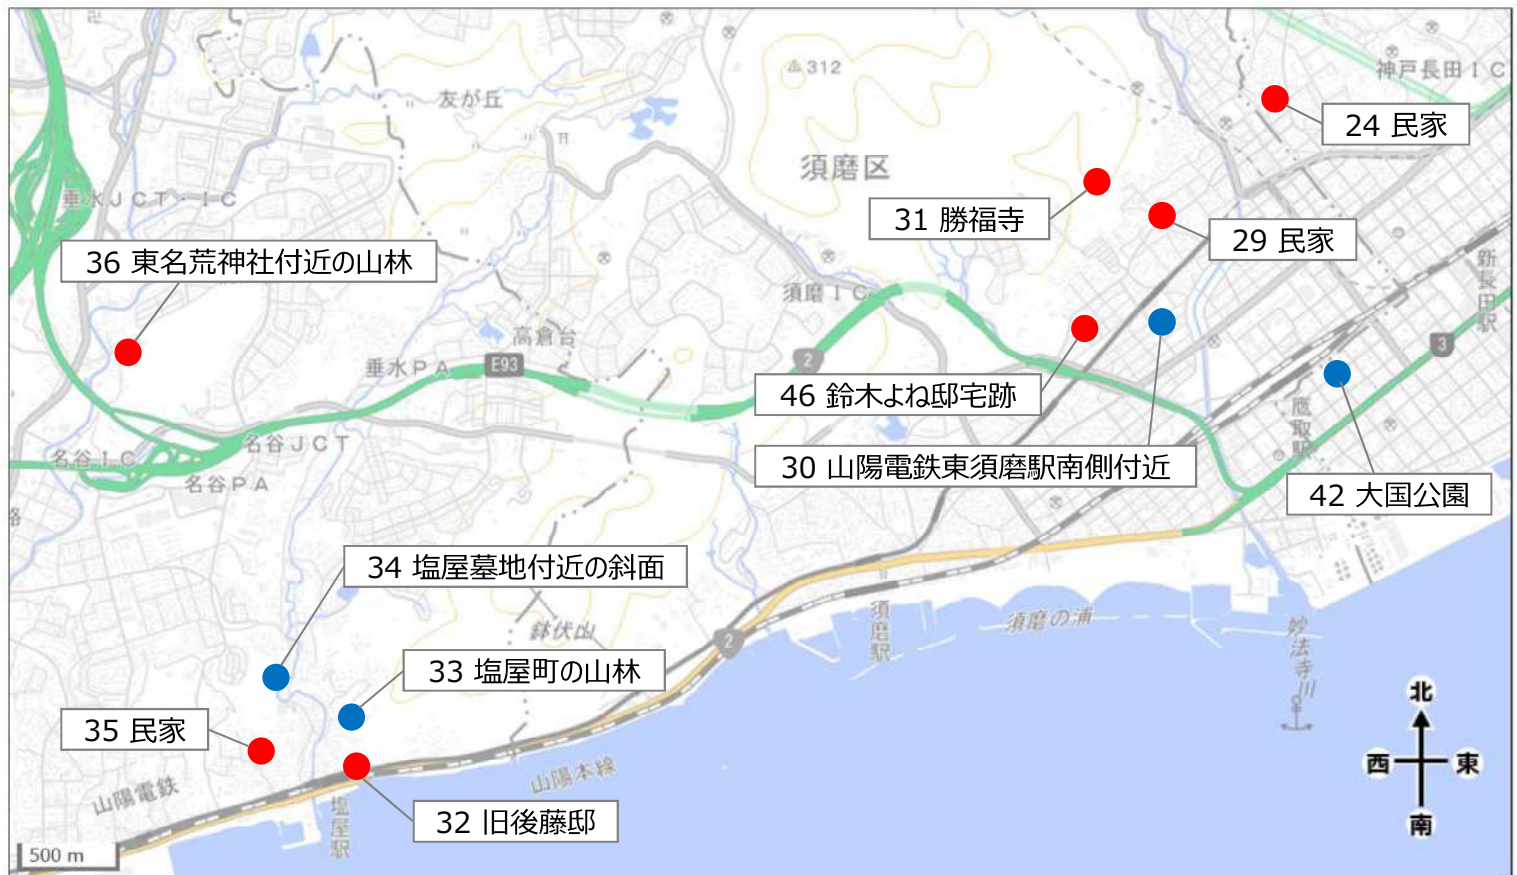 312
神戸長田IC
友が丘
24 民家
須磨区
垂水JCT・IC
31 勝福寺
29 民家
36 東名荒神社付近の山林
新長田駅
須磨IC
高倉台
垂水PA
E93
2
3
46 鈴木よね邸宅跡
鷹取駅
名谷JCT
名谷IC
名谷PA
30 山陽電鉄東須磨駅南側付近
42 大国公園
34 塩屋墓地付近の斜面
須磨駅
須磨の浦
妙法寺川
鉢伏山
2
33 塩屋町の山林
北
35 民家
西
東
山陽本線
山陽電鉄
塩屋駅
32 旧後藤邸
南
500 m